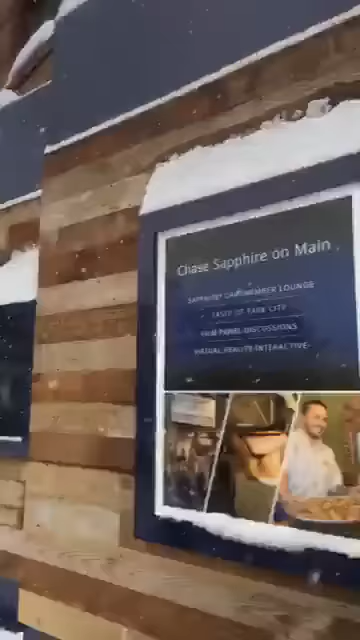 Chase Sapphire on Main
SAPPHIRE CARDMEMBER LOUNGE
TASTE OF PARK CITY
FILM PANEL DISCUSSIONS
VIRTUAL REALITY INTERACTIVE